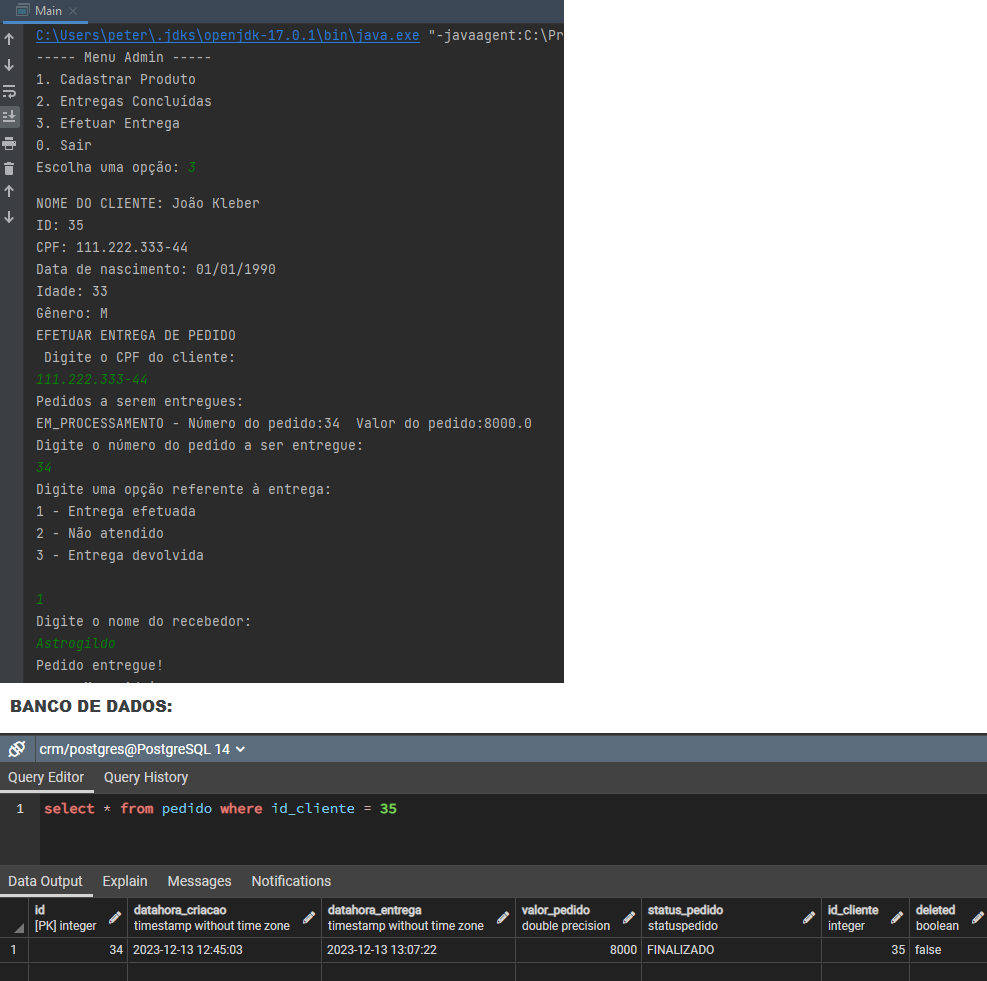 Main
C:\Users\peter\.jdks\openjdk-17.0.1\bin\java.exe "-javaagent:C:\Pr
----- Menu Admin -----
1. Cadastrar Produto
2. Entregas Concluídas
3. Efetuar Entrega
0. Sair
Escolha uma opção: 3
NOME DO CLIENTE: João Kleber
ID: 35
CPF: 111.222.333-44
Data de nascimento: 01/01/1990
Idade: 33
Gênero: M
EFETUAR ENTREGA DE PEDIDO
Digite o CPF do cliente:
111.222.333-44
Pedidos a serem entregues:
EM_PROCESSAMENTO - Número do pedido:34  Valor do pedido:8000.0
Digite o número do pedido a ser entregue:
34
Digite uma opção referente à entrega:
1 - Entrega efetuada
2 - Não atendido
3 - Entrega devolvida
1
Digite o nome do recebedor:
Astrogildo
Pedido entregue!
BANCO DE DADOS:
crm/postgres@PostgreSQL 14
Query Editor Query History
1 select * from pedido where id_cliente = 35
Data Output Explain Messages Notifications
id datahora_criacao datahora_entrega valor_pedido status_pedido id_cliente deleted
[PK] integer timestamp without time zone timestamp without time zone double precision statuspedido integer boolean
1 34 2023-12-13 12:45:03 2023-12-13 13:07:22 8000 FINALIZADO 35 false